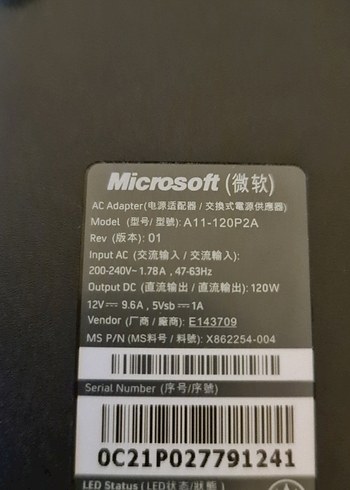 Microsoft (微软)
AC Adapter(电源适配器 / 交換式電源供應器)
Model (型号/ 型號): A11-120P2A
Rev (版本): 01
Input AC (交流输入 / 交流輸入):
200-240V~ 1.78A , 47-63Hz
Output DC (直流输出 / 直流輸出): 120W
12V⎓ 9.6A , 5Vsb⎓1A
Vendor (厂商 / 廠商): E143709
MS P/N (MS料号 / 料號): X862254-004
Serial Number (序号/序號)
0C21P027791241
LED Status ( LED状态/狀態 )